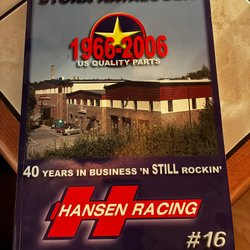 1966-2006
US QUALITY PARTS
40 YEARS IN BUSINESS 'N STILL ROCKIN'
H HANSEN RACING
#16